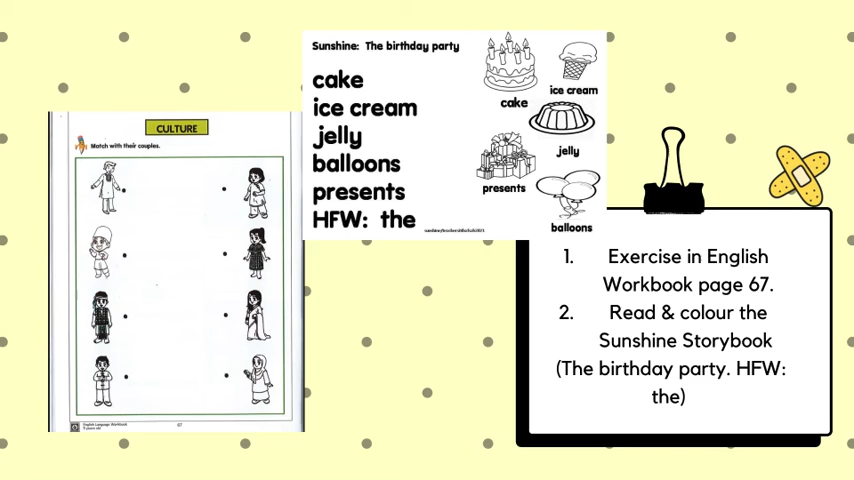 CULTURE
Match with their couples.
English Language Workbook
67
Sunshine: The birthday party
cake
ice cream
jelly
balloons
presents
HFW: the
cake
ice cream
jelly
presents
balloons
1. Exercise in English
Workbook page 67.
2. Read & colour the
Sunshine Storybook
(The birthday party. HFW:
the)